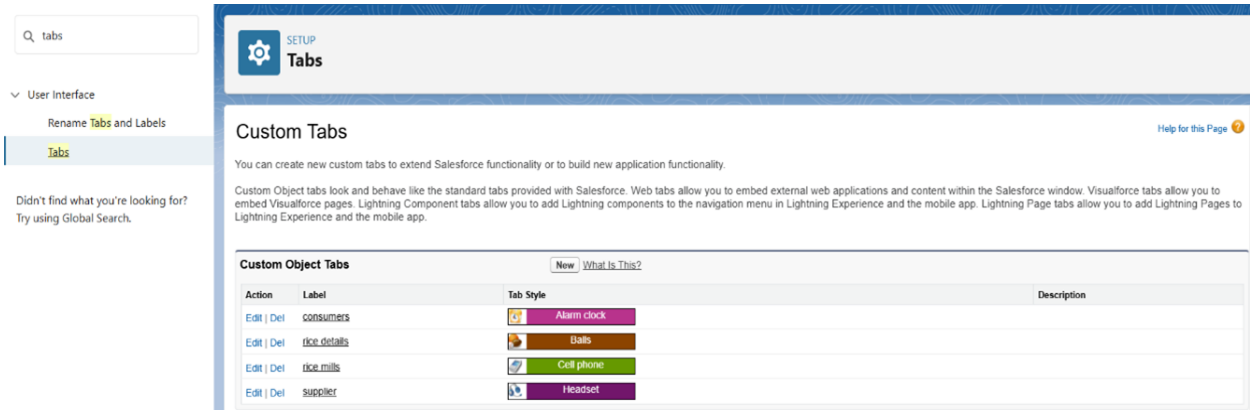 tabs
User Interface
Rename Tabs and Labels
Tabs
Didn't find what you're looking for?
Try using Global Search.
SETUP
Tabs
Custom Tabs
Help for this Page
You can create new custom tabs to extend Salesforce functionality or to build new application functionality.
Custom Object tabs look and behave like the standard tabs provided with Salesforce. Web tabs allow you to embed external web applications and content within the Salesforce window. Visualforce tabs allow you to
embed Visualforce pages. Lightning Component tabs allow you to add Lightning components to the navigation menu in Lightning Experience and the mobile app. Lightning Page tabs allow you to add Lightning Pages to
Lightning Experience and the mobile app.
Custom Object Tabs New What Is This?
Action Label Tab Style Description
Edit | Del consumers Alarm clock
Edit | Del rice details Balls
Edit | Del rice mills Cell phone
Edit | Del supplier Headset